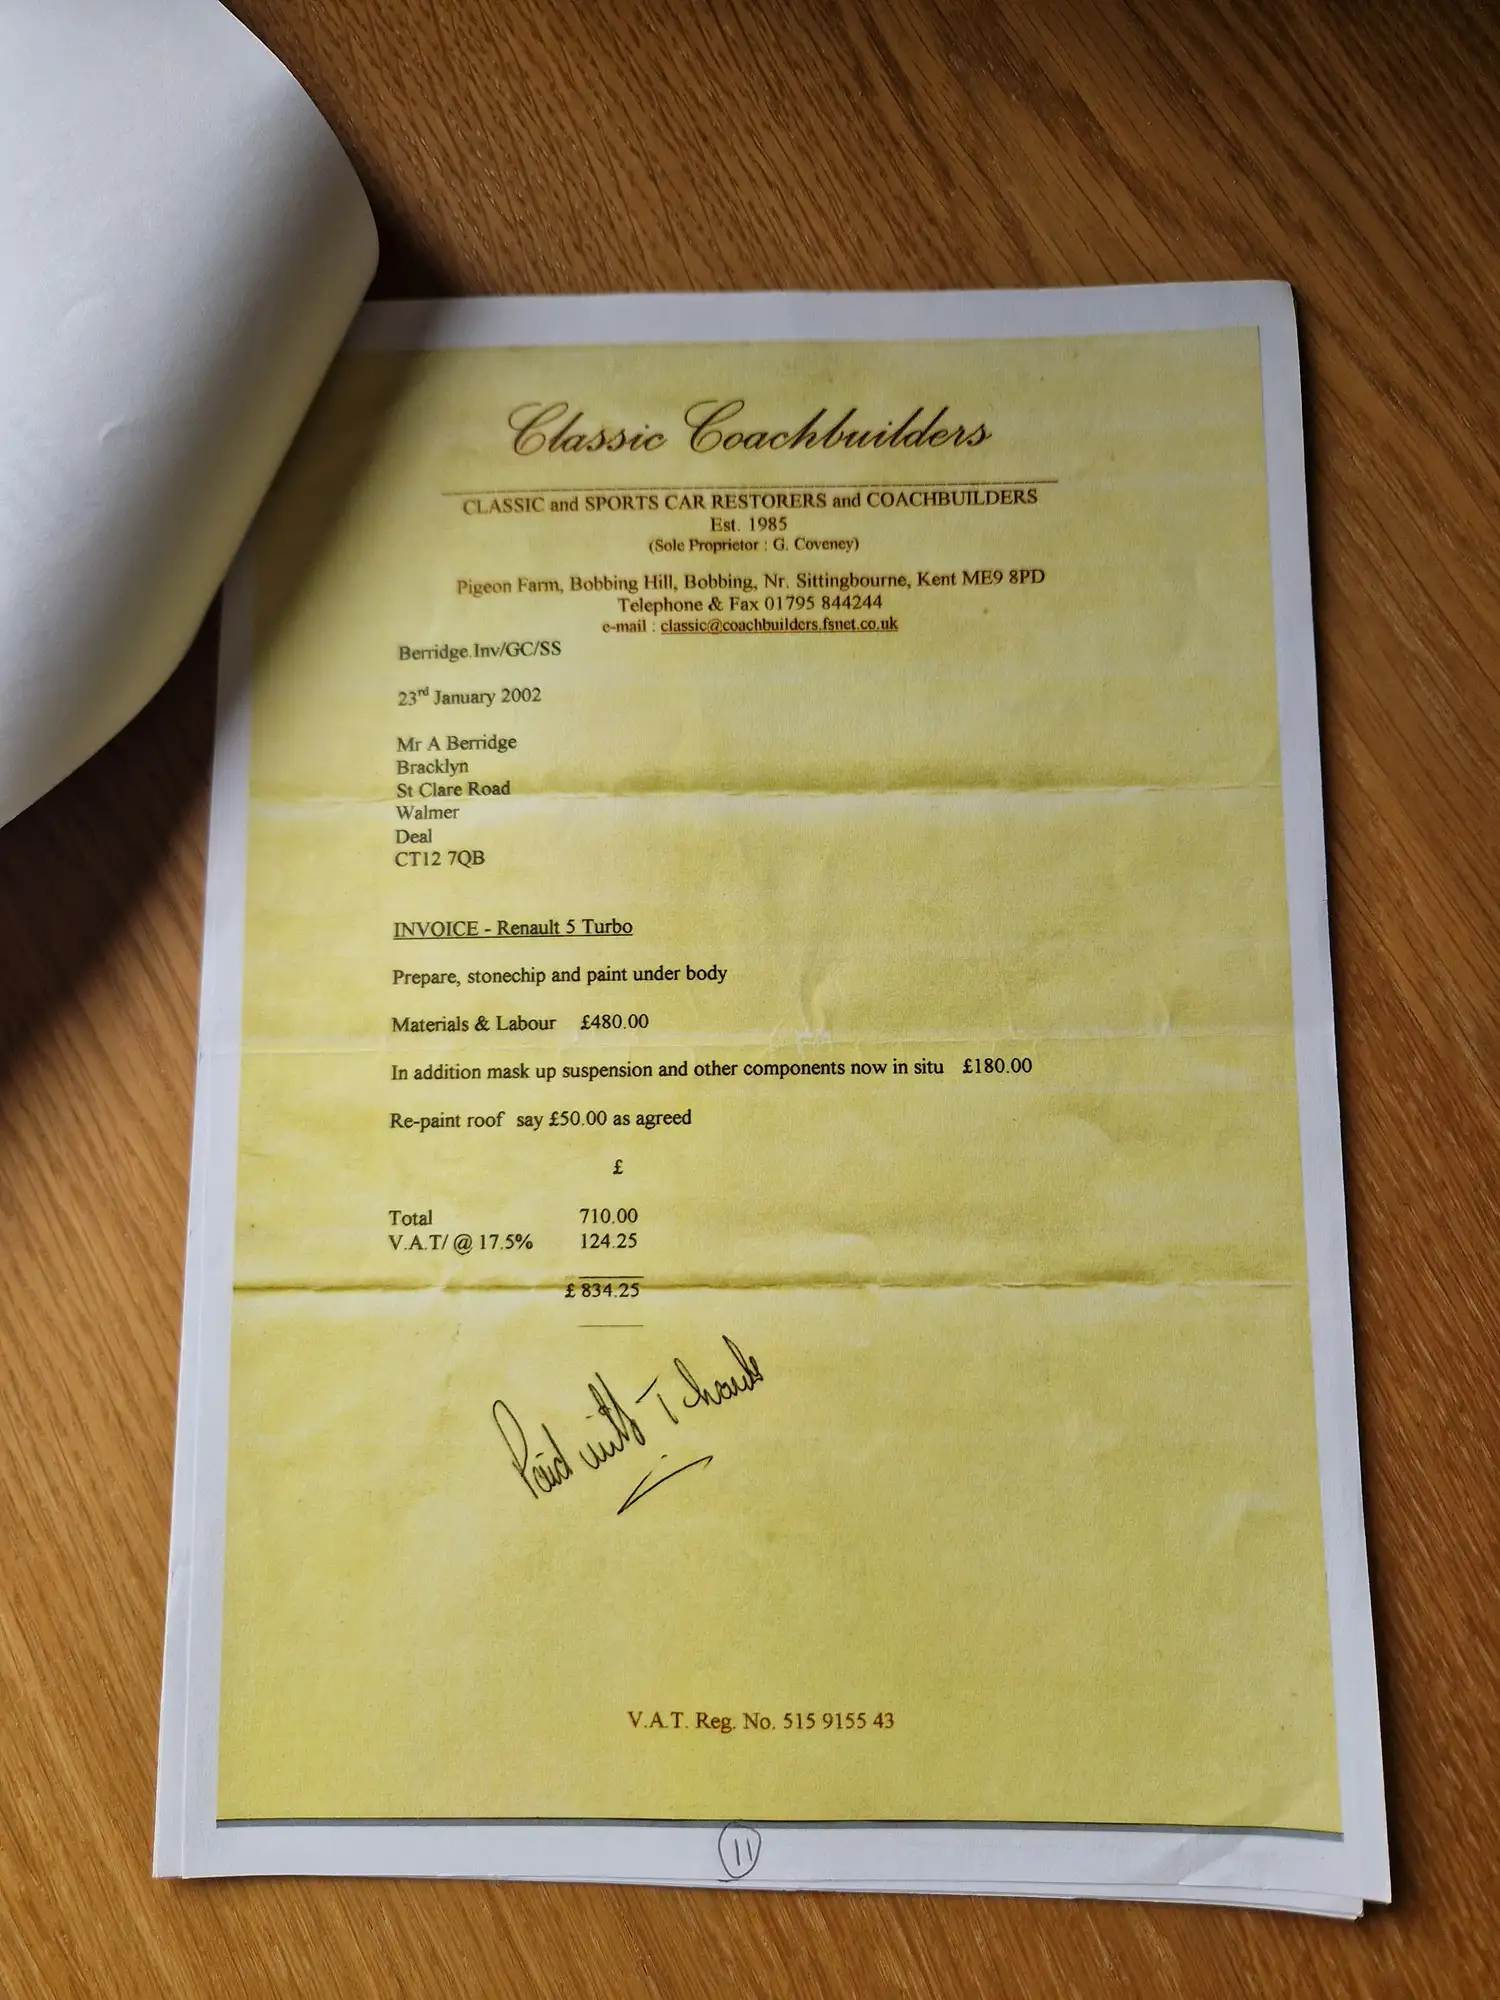 Classic Coachbuilders
CLASSIC and SPORTS CAR RESTORERS and COACHBUILDERS
Est. 1985
(Sole Proprietor : G. Coveney)
Pigeon Farm, Bobbing Hill, Bobbing, Nr. Sittingbourne, Kent ME9 8PD
Telephone & Fax 01795 844244
e-mail : classic@coachbuilders.fsnet.co.uk
Berridge.Inv/GC/SS
23rd January 2002
Mr A Berridge
Bracklyn
St Clare Road
Walmer
Deal
CT12 7QB
INVOICE - Renault 5 Turbo
Prepare, stonechip and paint under body
Materials & Labour £480.00
In addition mask up suspension and other components now in situ £180.00
Re-paint roof say £50.00 as agreed
£
Total 710.00
V.A.T/ @ 17.5% 124.25
£ 834.25
Paid with Thanks
V.A.T. Reg. No. 515 9155 43
11